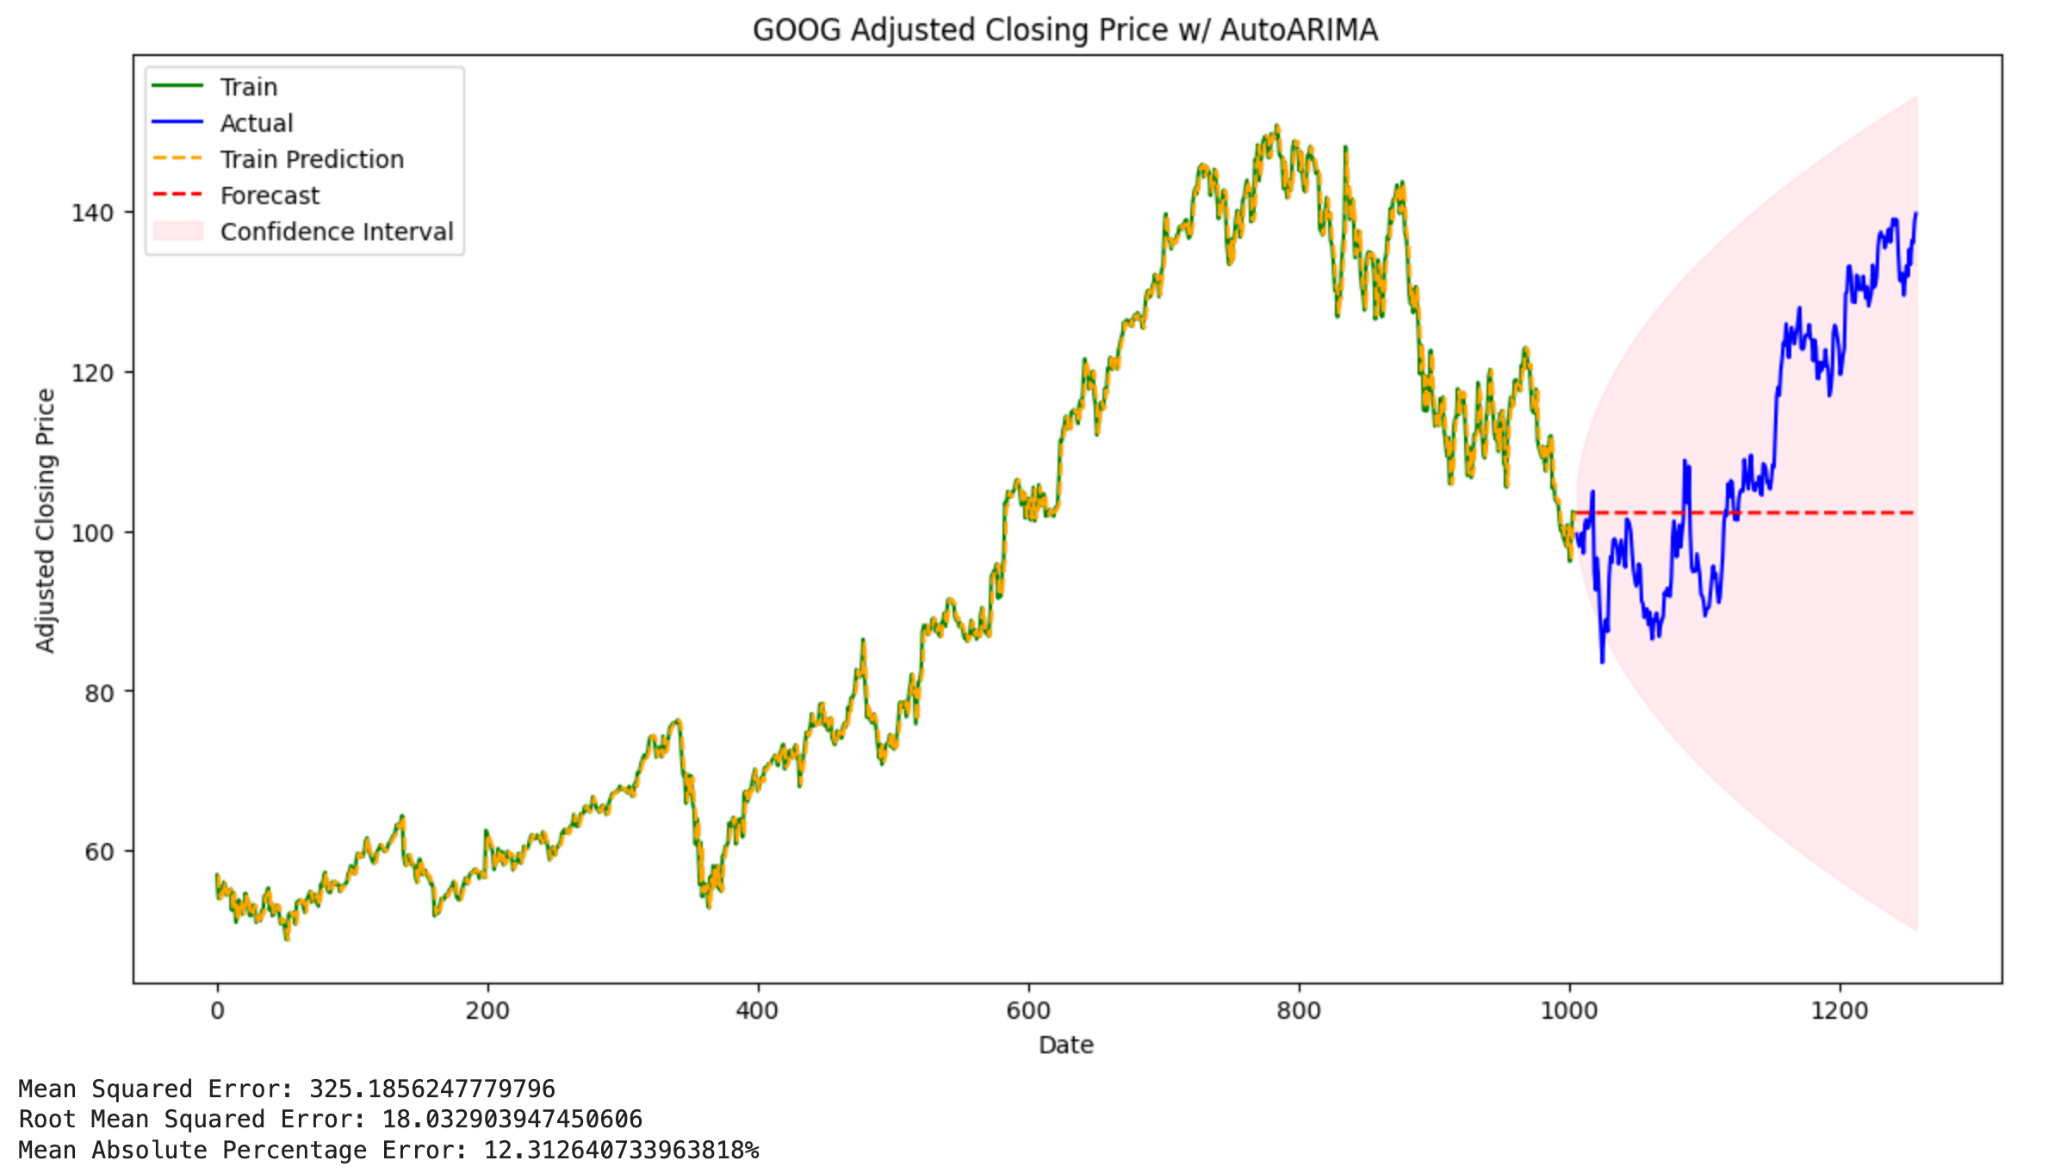 GOOG Adjusted Closing Price w/ AutoARIMA
Train
Actual
Train Prediction
Forecast
Confidence Interval
Adjusted Closing Price
140
120
100
80
60
0 200 400 600 800 1000 1200
Date
Mean Squared Error: 325.1856247779796
Root Mean Squared Error: 18.032903947450606
Mean Absolute Percentage Error: 12.312640733963818%